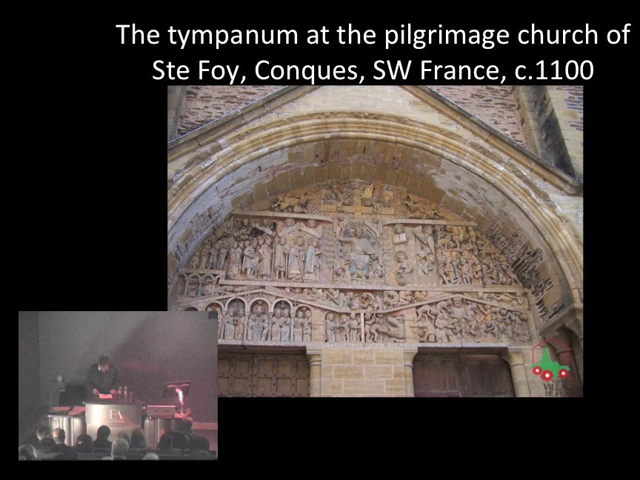 The tympanum at the pilgrimage church of
Ste Foy, Conques, SW France, c.1100